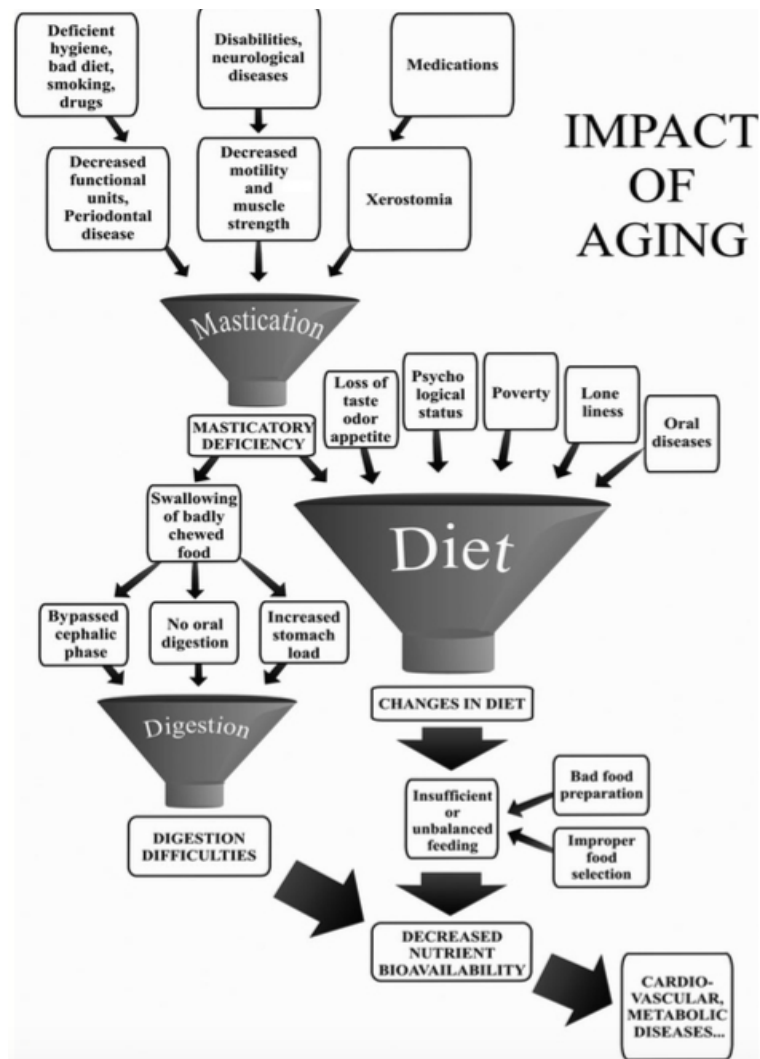 Deficient
hygiene,
bad diet,
smoking,
drugs
Disabilities,
neurological
diseases
Medications
IMPACT
OF
AGING
Decreased
functional
units,
Periodontal
disease
Decreased
motility
and
muscle
strength
Xerostomia
Mastication
MASTICATORY
DEFICIENCY
Loss of
taste
odor
appetite
Psycho
logical
status
Poverty
Lone
liness
Oral
diseases
Swallowing
of badly
chewed
food
Diet
Bypassed
cephalic
phase
No oral
digestion
Increased
stomach
load
Digestion
DIGESTION
DIFFICULTIES
CHANGES IN DIET
Insufficient
or
unbalanced
feeding
Bad food
preparation
Improper
food
selection
DECREASED
NUTRIENT
BIOAVAILABILITY
CARDIO-
VASCULAR,
METABOLIC
DISEASES...